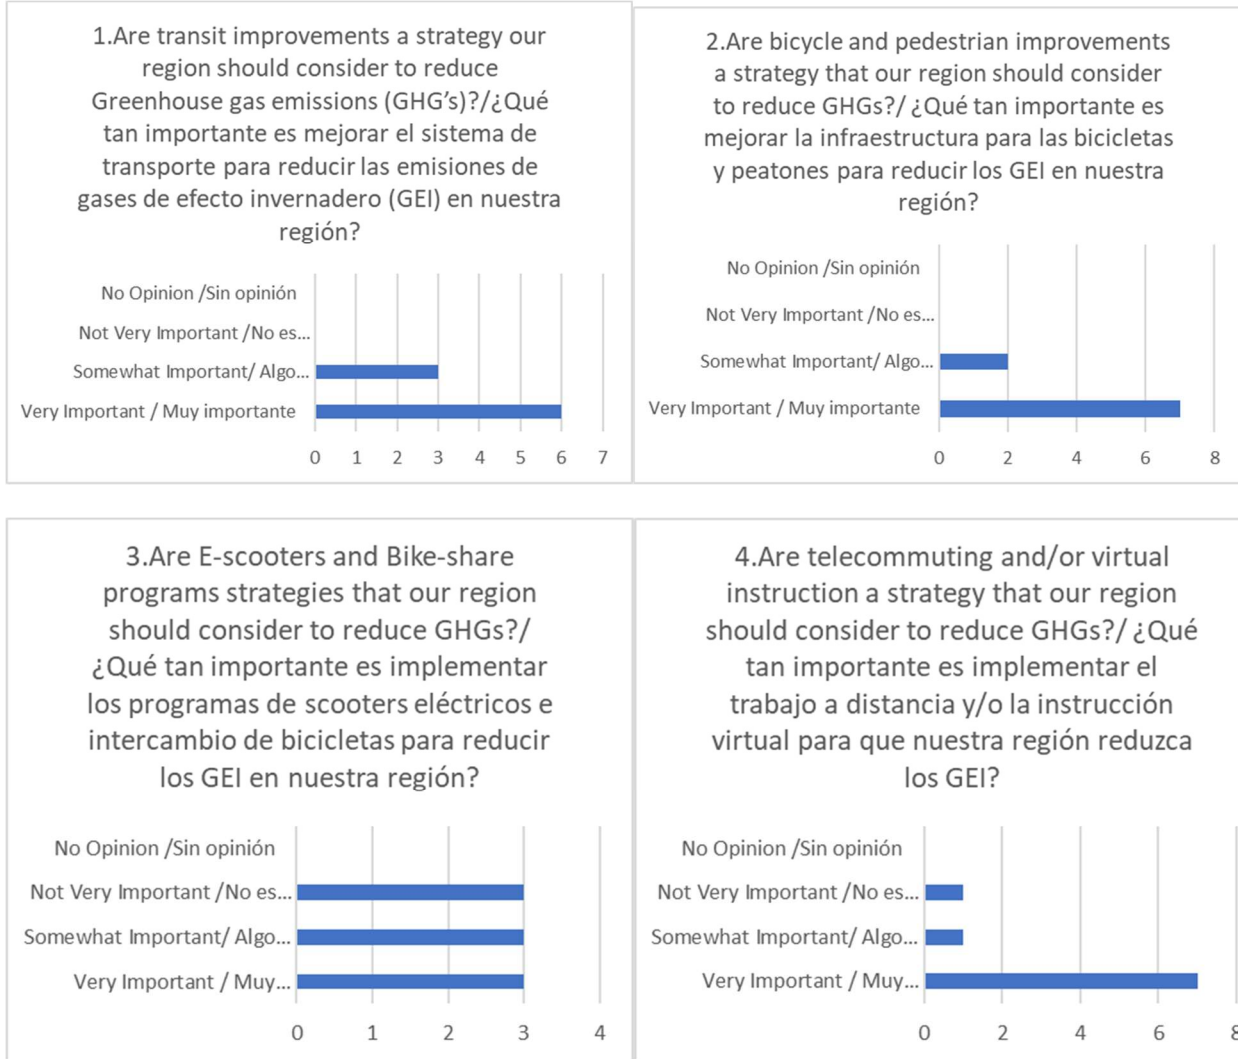 1.Are transit improvements a strategy our
region should consider to reduce
Greenhouse gas emissions (GHG’s)?/¿Qué
tan importante es mejorar el sistema de
transporte para reducir las emisiones de
gases de efecto invernadero (GEI) en nuestra
región?
No Opinion /Sin opinión
Not Very Important /No es...
Somewhat Important/ Algo...
Very Important / Muy importante
0 1 2 3 4 5 6 7
2.Are bicycle and pedestrian improvements
a strategy that our region should consider
to reduce GHGs?/ ¿Qué tan importante es
mejorar la infraestructura para las bicicletas
y peatones para reducir los GEI en nuestra
región?
No Opinion /Sin opinión
Not Very Important /No es...
Somewhat Important/ Algo...
Very Important / Muy importante
0 2 4 6 8
3.Are E-scooters and Bike-share
programs strategies that our region
should consider to reduce GHGs?/
¿Qué tan importante es implementar
los programas de scooters eléctricos e
intercambio de bicicletas para reducir
los GEI en nuestra región?
No Opinion /Sin opinión
Not Very Important /No es...
Somewhat Important/ Algo...
Very Important / Muy...
0 1 2 3 4
4.Are telecommuting and/or virtual
instruction a strategy that our region
should consider to reduce GHGs?/ ¿Qué
tan importante es implementar el
trabajo a distancia y/o la instrucción
virtual para que nuestra región reduzca
los GEI?
No Opinion /Sin opinión
Not Very Important /No es...
Somewhat Important/ Algo...
Very Important / Muy...
0 2 4 6 8